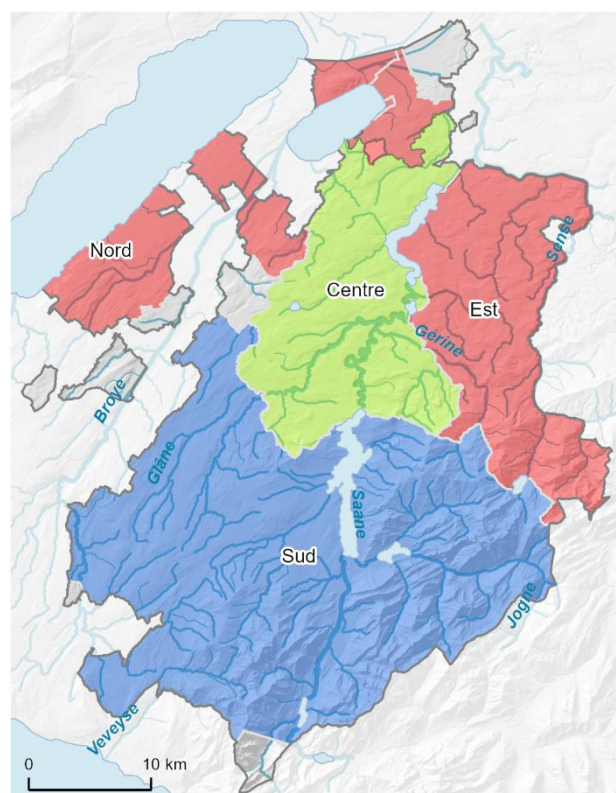 Nord
Centre
Est
Sense
Gérine
Broye
Glâne
Saane
Sud
Jogne
Veveyse
0
10 km